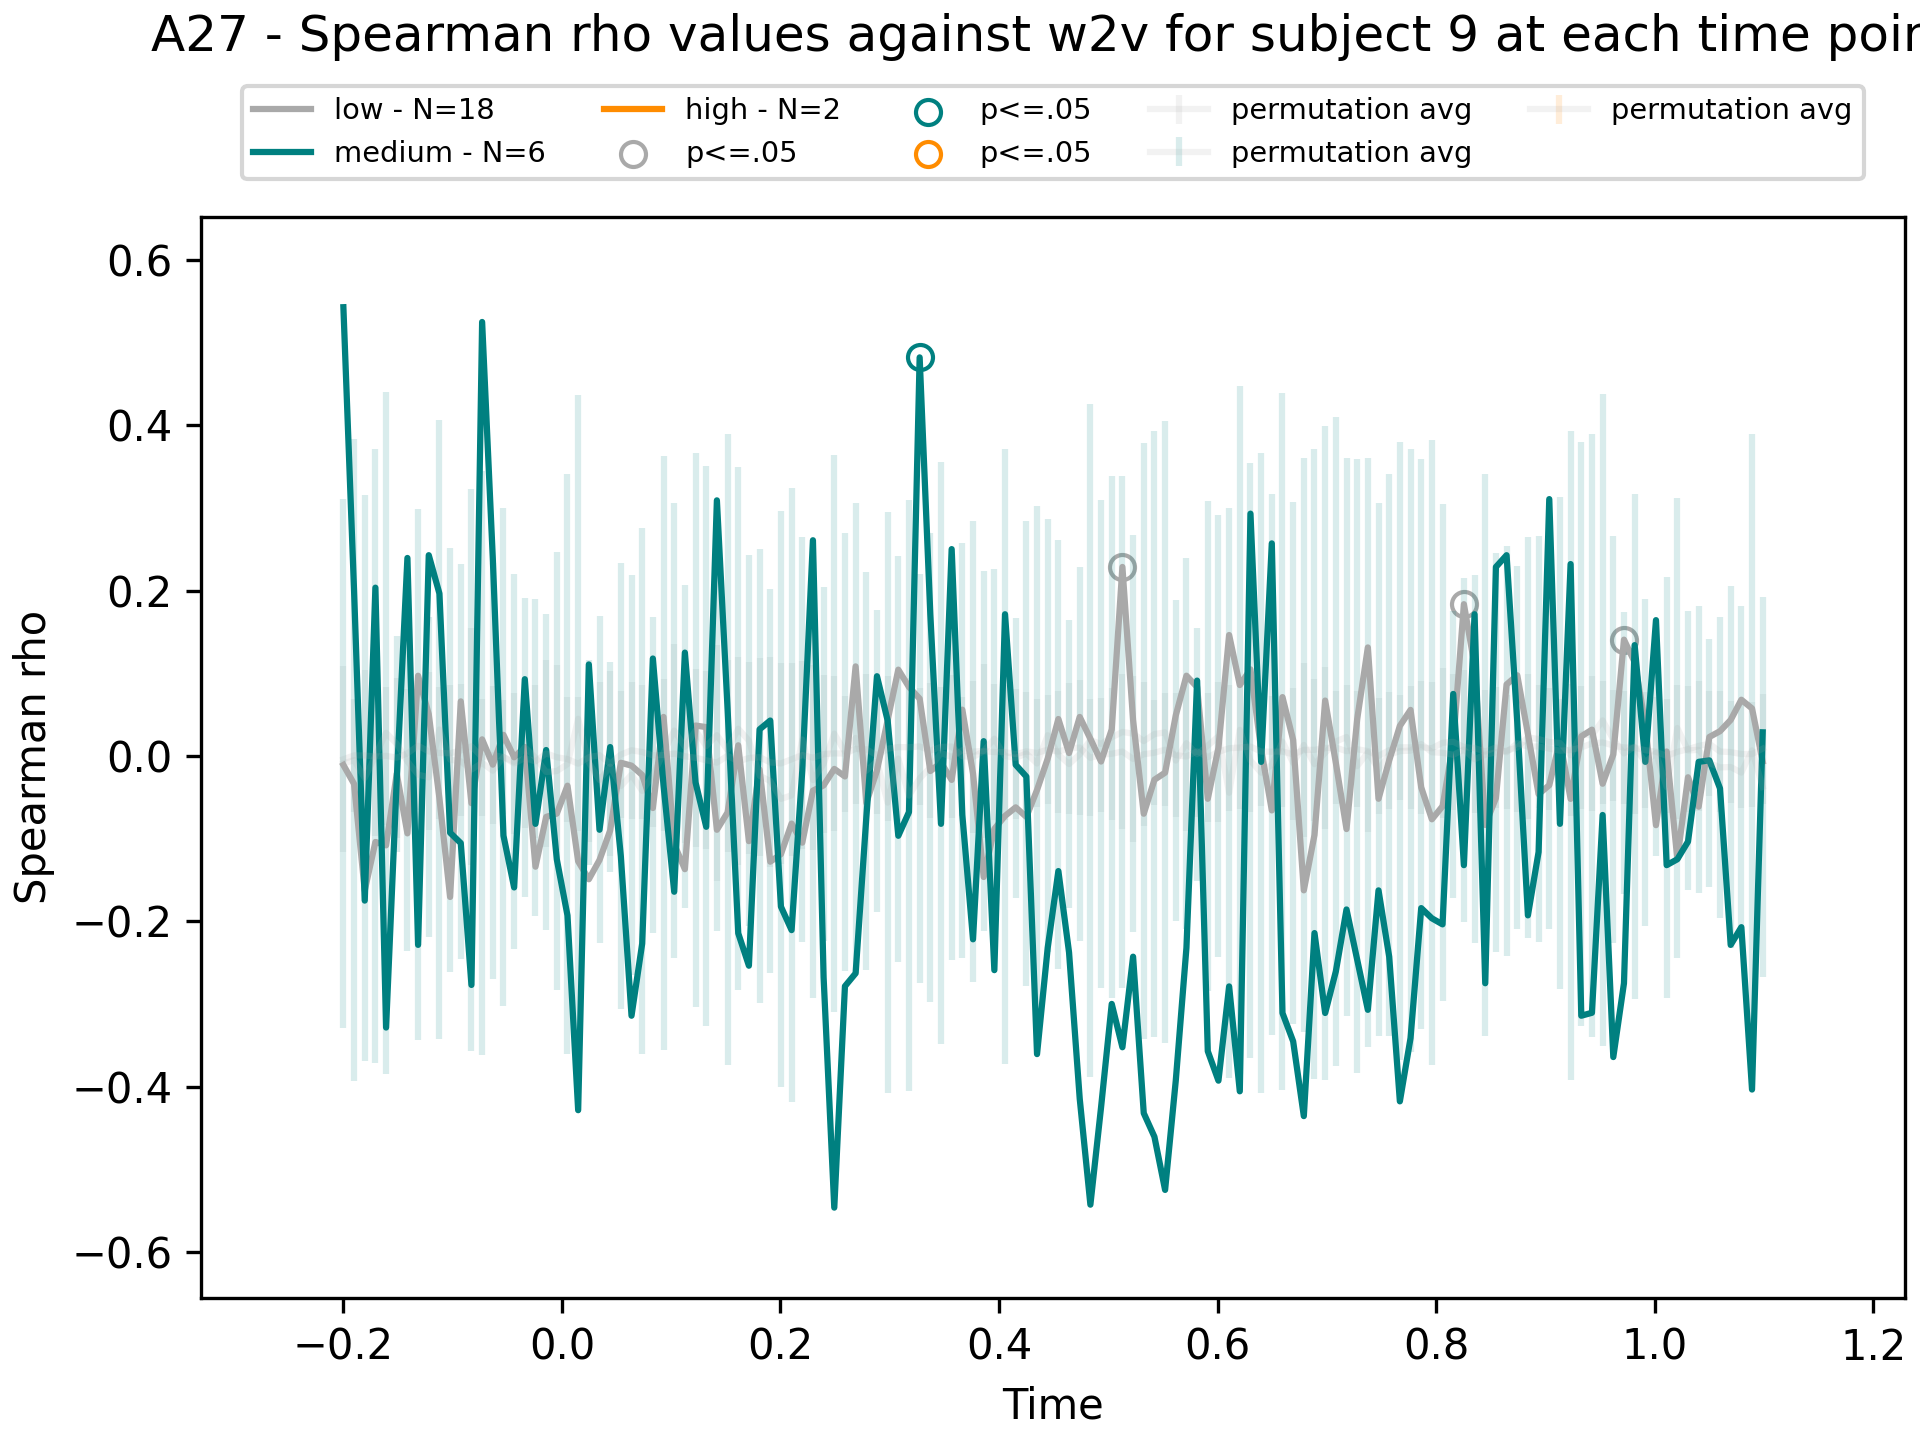 A27 - Spearman rho values against w2v for subject 9 at each time poin
low - N=18
medium - N=6
high - N=2
p<=.05
p<=.05
p<=.05
permutation avg
permutation avg
permutation avg
Spearman rho
0.6
0.4
0.2
0.0
−0.2
−0.4
−0.6
−0.2 0.0 0.2 0.4 0.6 0.8 1.0 1.2
Time